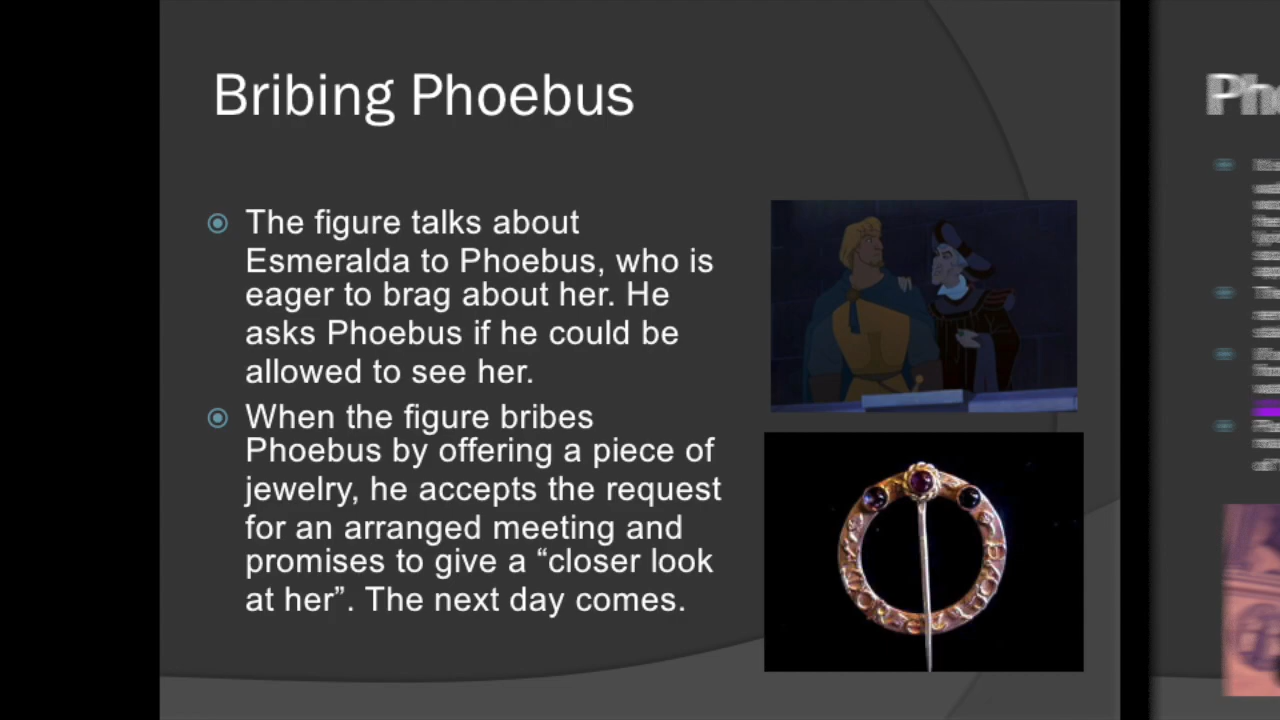 Bribing Phoebus
The figure talks about
Esmeralda to Phoebus, who is
eager to brag about her. He
asks Phoebus if he could be
allowed to see her.
When the figure bribes
Phoebus by offering a piece of
jewelry, he accepts the request
for an arranged meeting and
promises to give a “closer look
at her”. The next day comes.